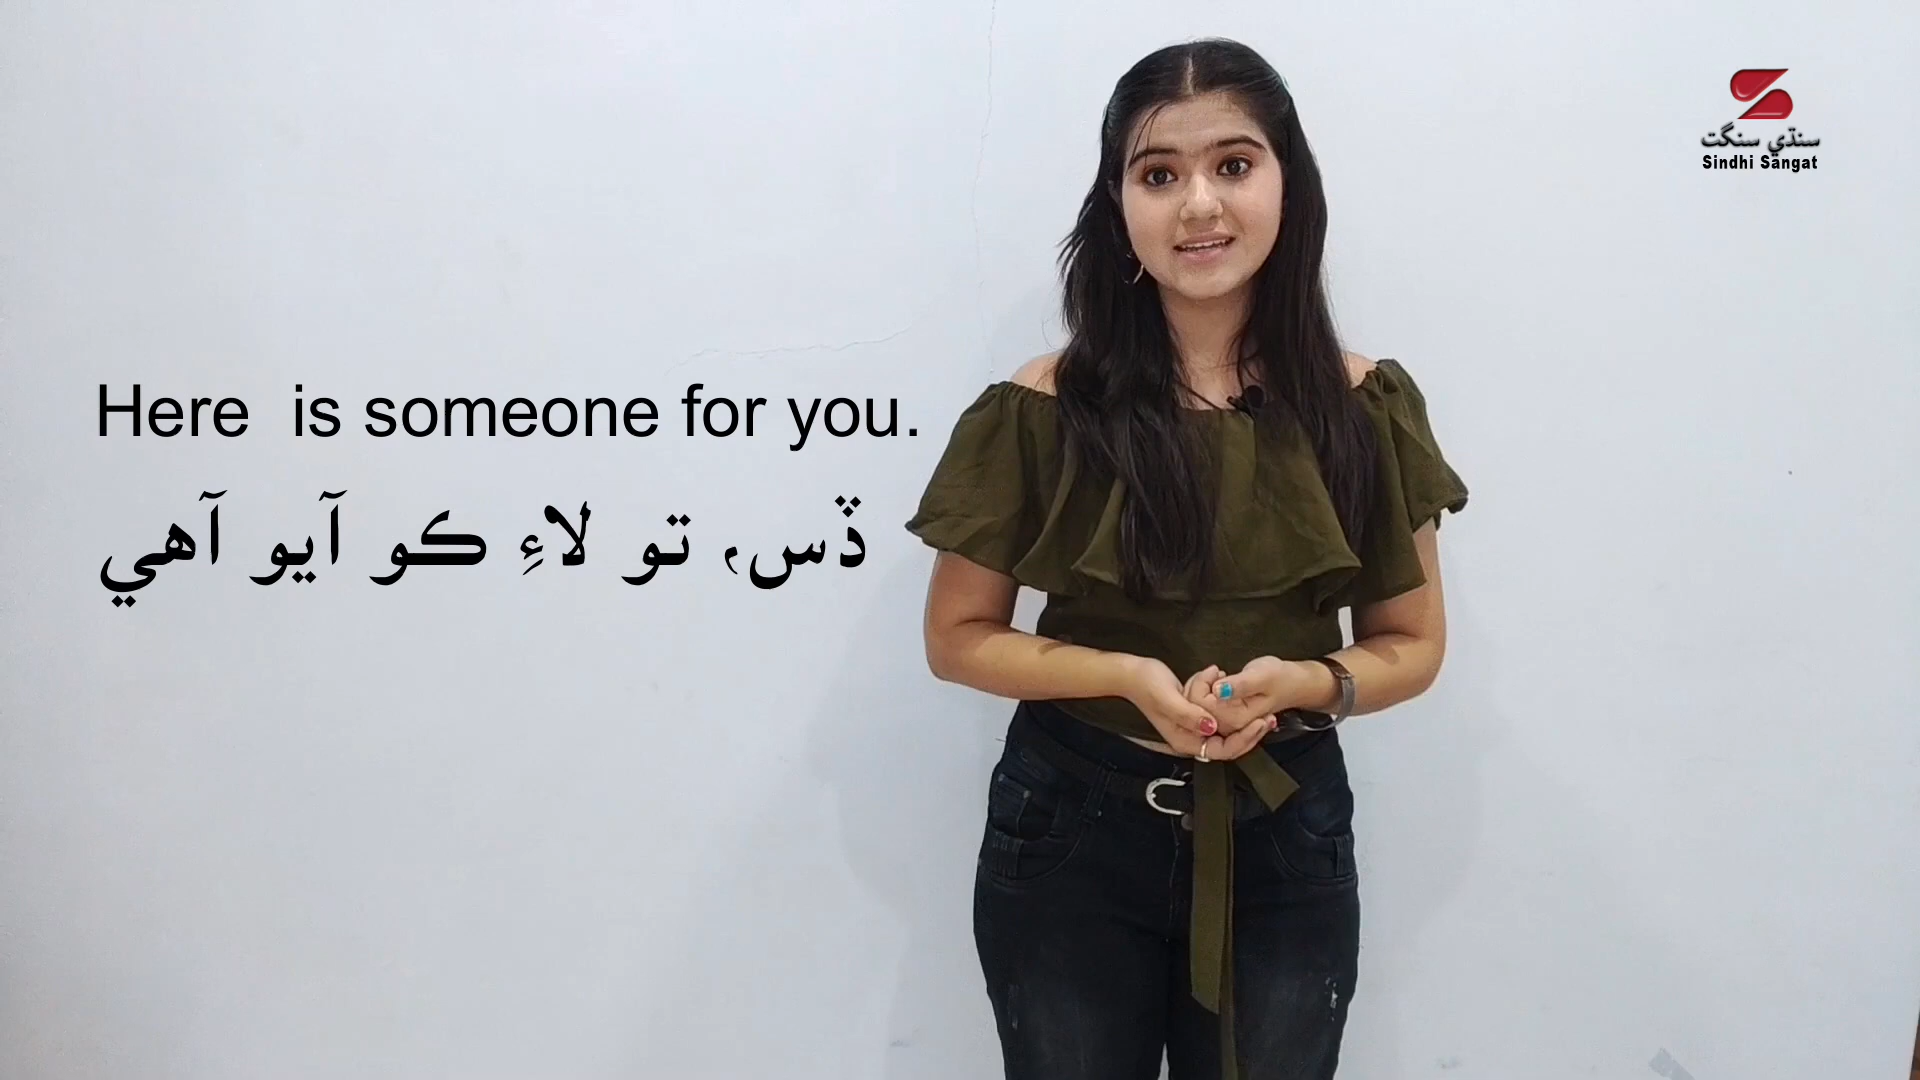 Here  is someone for you.
ڏس، تو لاءِ ڪو آيو آهي
سنڌي سنگت
Sindhi Sangat